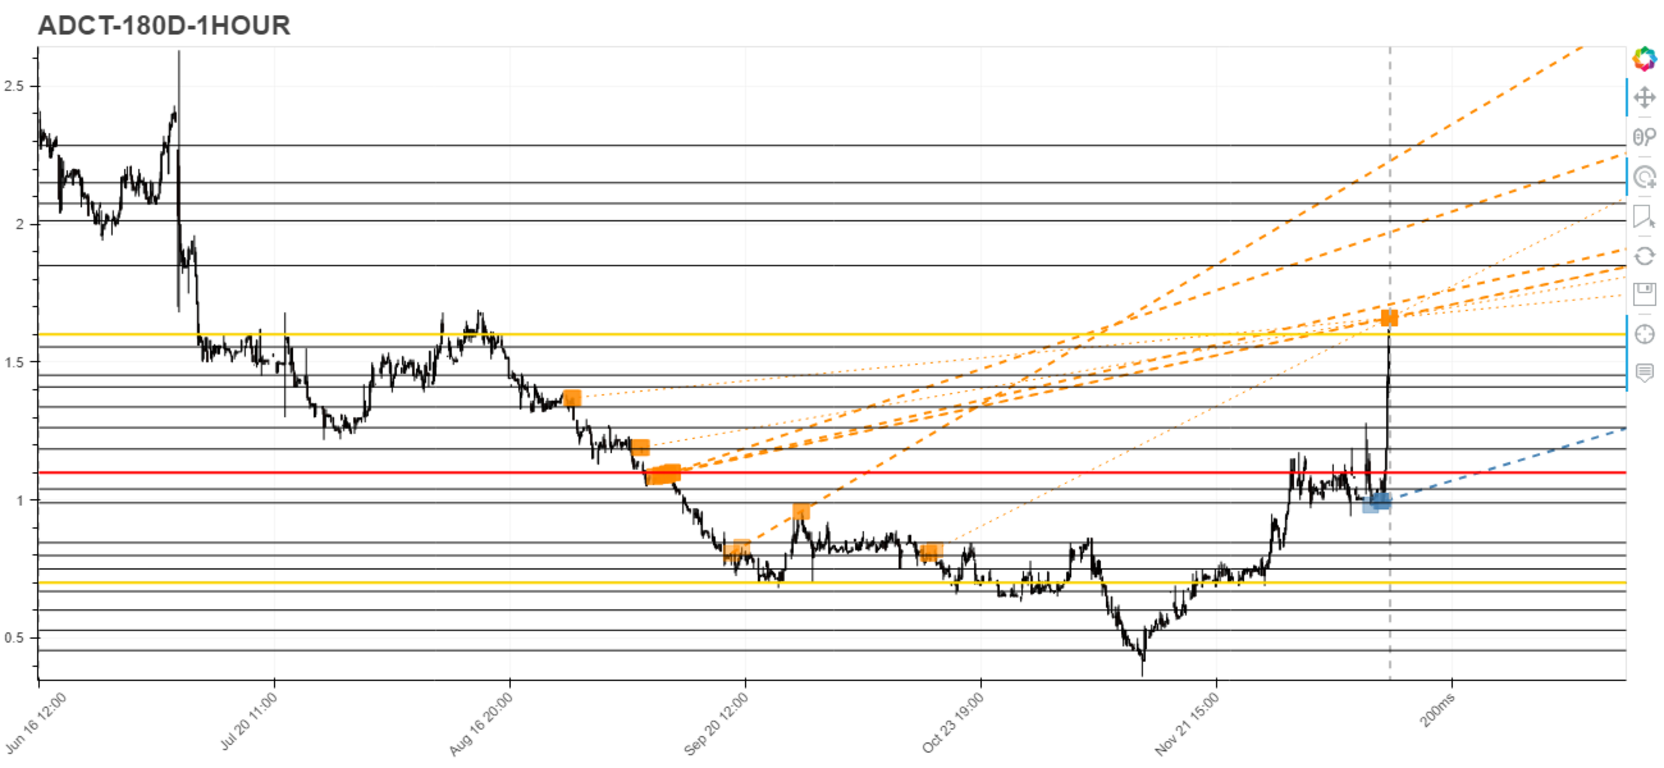 ADCT-180D-1HOUR
2.5
2
1.5
1
0.5
Jun 16 12:00
Jul 20 11:00
Aug 16 20:00
Sep 20 12:00
Oct 23 19:00
Nov 21 15:00
200ms